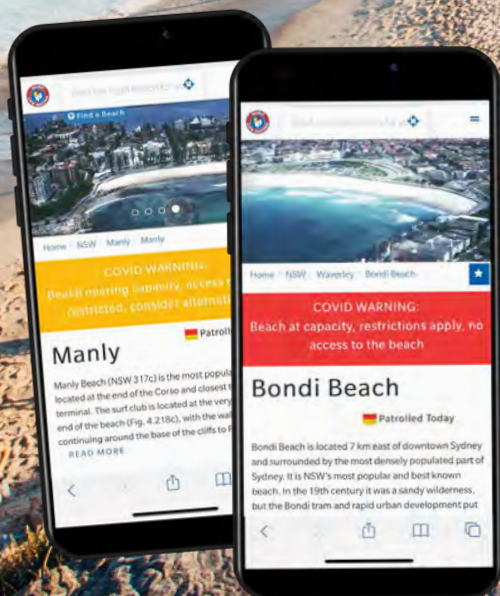 Find a Beach
Home NSW Manly Manly
COVID WARNING:
Beach nearing capacity, access
restricted, consider
Manly
Manly Beach (NSW 317c) is the most
located at the end of the Corso and closest
terminal. The surf club is located at the very
end of the beach (Fig. 4.218c), with the
continuing around the base of the cliffs to
READ MORE
Home NSW Waverley Bondi Beach
COVID WARNING:
Beach at capacity, restrictions apply, no
access to the beach
Bondi Beach
Patrolled Today
Bondi Beach is located 7 km east of downtown Sydney
and surrounded by the most densely populated part of
Sydney. It is NSW's most popular and best known
beach. In the 19th century it was a sandy wilderness,
but the Bondi tram and rapid urban development put